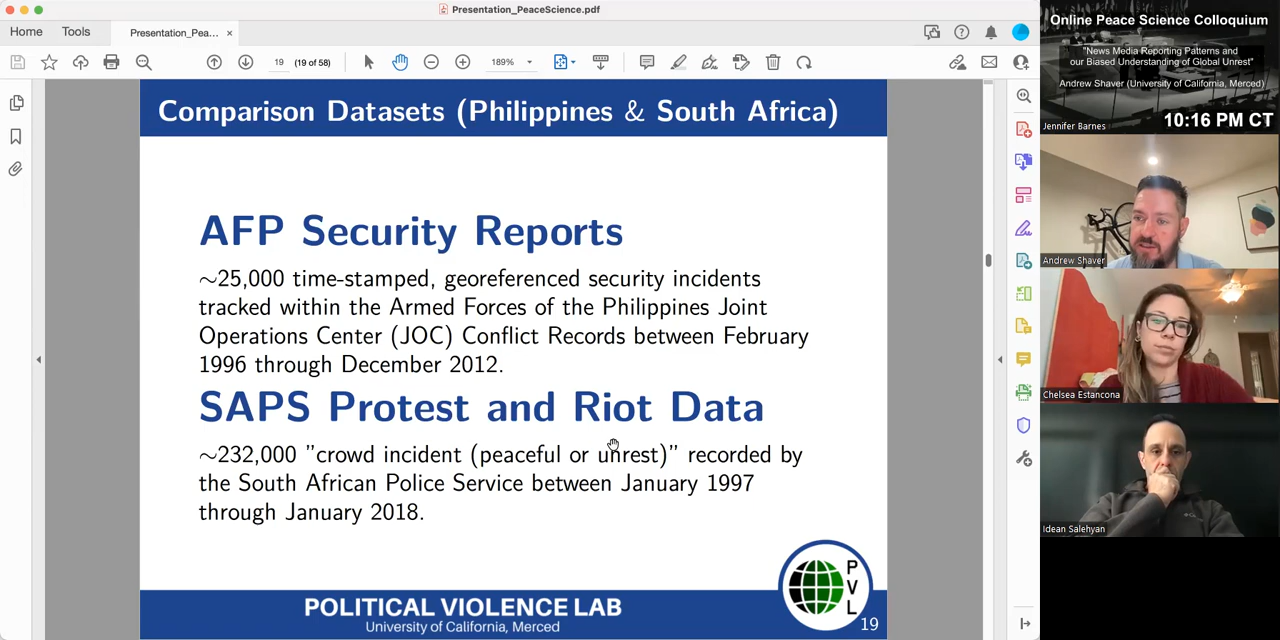 Presentation_PeaceScience.pdf
Home
Tools
Presentation_Pea...
19
(19 of 58)
189%
Comparison Datasets (Philippines & South Africa)
AFP Security Reports
~25,000 time-stamped, georeferenced security incidents
tracked within the Armed Forces of the Philippines Joint
Operations Center (JOC) Conflict Records between February
1996 through December 2012.
SAPS Protest and Riot Data
~232,000 "crowd incident (peaceful or unrest)" recorded by
the South African Police Service between January 1997
through January 2018.
POLITICAL VIOLENCE LAB
University of California, Merced
P
V
L
19
Online Peace Science Colloquium
"News Media Reporting Patterns and
our Biased Understanding of Global Unrest"
Andrew Shaver (University of California, Merced)
Jennifer Barnes
10:16 PM CT
Andrew Shaver
Chelsea Estancona
Idean Salehyan